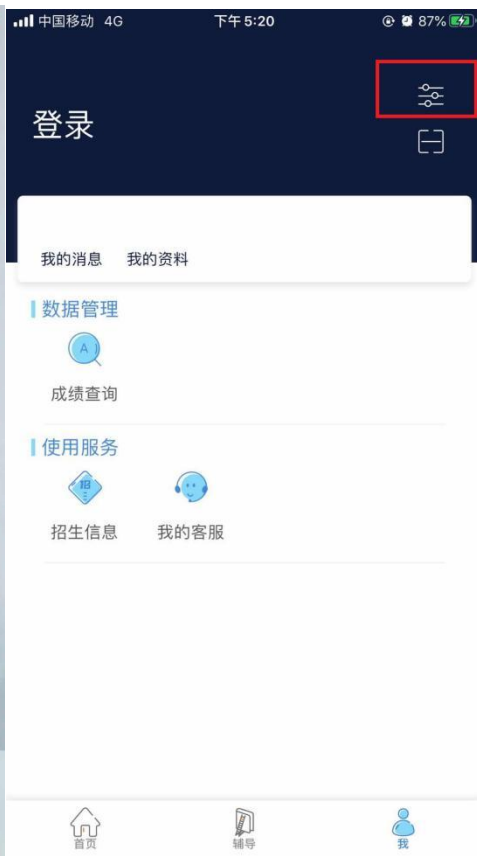 中国移动 4G 下午5:20 87%
登录
我的消息 我的资料
数据管理
A
成绩查询
使用服务
18
招生信息 我的客服
首页 辅导 我